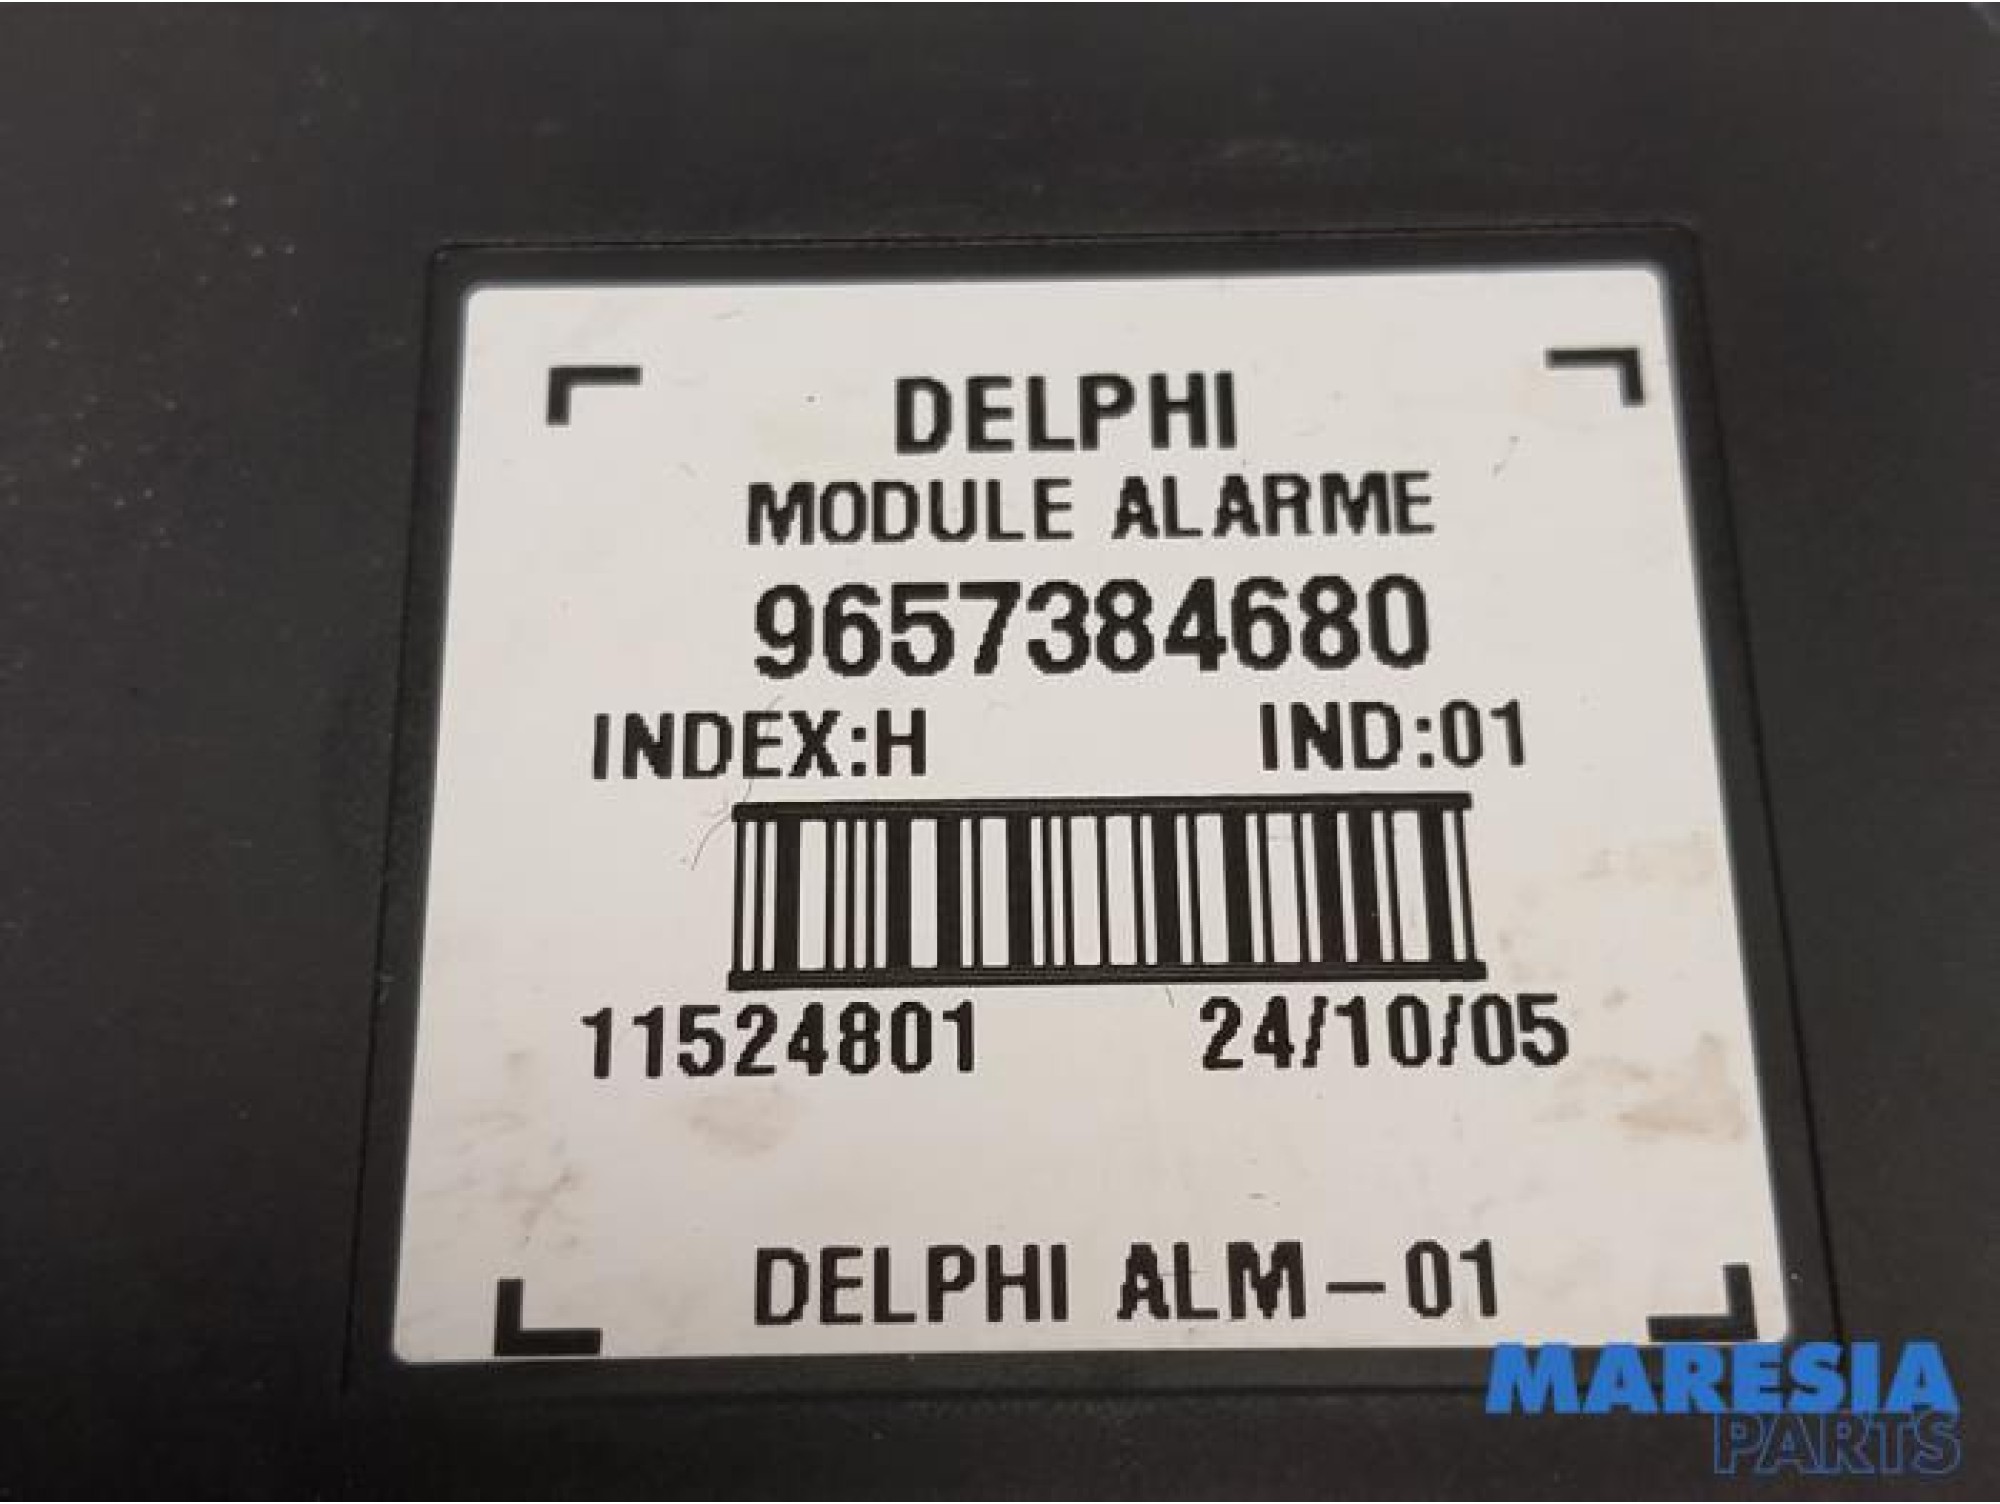 DELPHI
MODULE ALARME
9657384680
INDEX:H IND:01
11524801 24/10/05
DELPHI ALM-01
MARESIA
PARTS